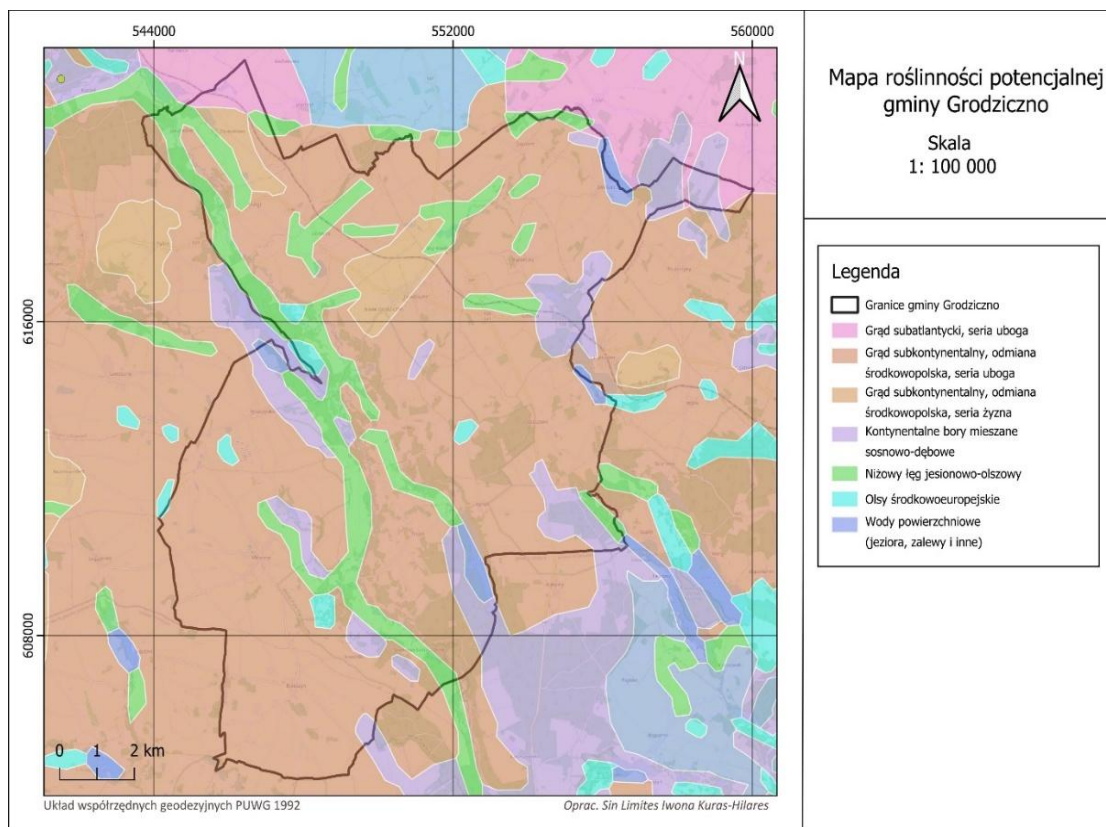 544000
552000
560000
616000
608000
N
0 1 2 km
Układ współrzędnych geodezyjnych PUWG 1992
Oprac. Sin Limites Iwona Kuras-Hilares
Mapa roślinności potencjalnej
gminy Grodziczno
Skala
1: 100 000
Legenda
Granice gminy Grodziczno
Grąd subatlantycki, seria uboga
Grąd subkontynentalny, odmiana
środkowopolska, seria uboga
Grąd subkontynentalny, odmiana
środkowopolska, seria żyzna
Kontynentalne bory mieszane
sosnowo-dębowe
Niżowy łęg jesionowo-olszowy
Olsy środkowoeuropejskie
Wody powierzchniowe
(jeziora, zalewy i inne)